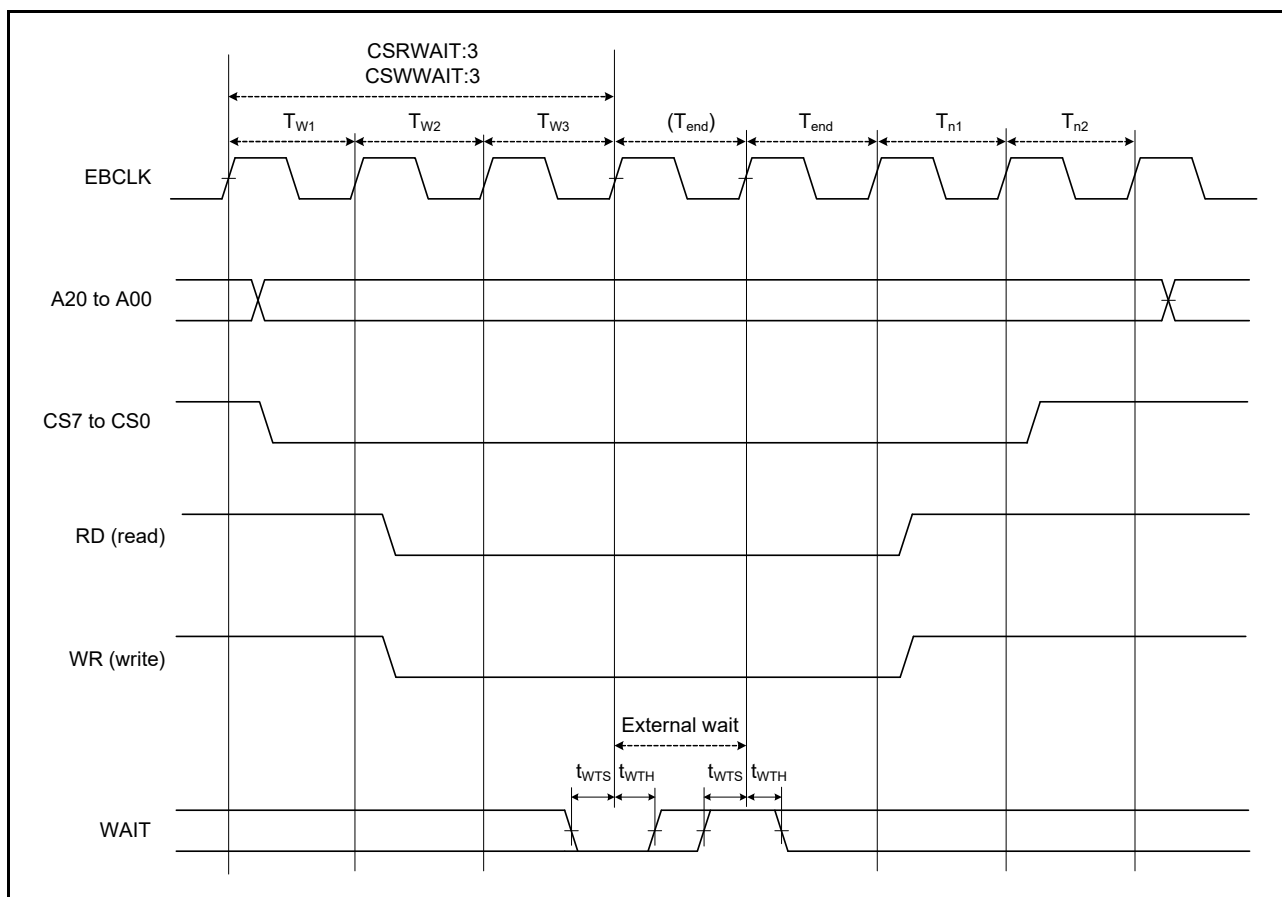 CSRWAIT:3
CSWWAIT:3
TW1 TW2 TW3 (Tend) Tend Tn1 Tn2
EBCLK
A20 to A00
CS7 to CS0
RD (read)
WR (write)
External wait
tWTS tWTH tWTS tWTH
WAIT